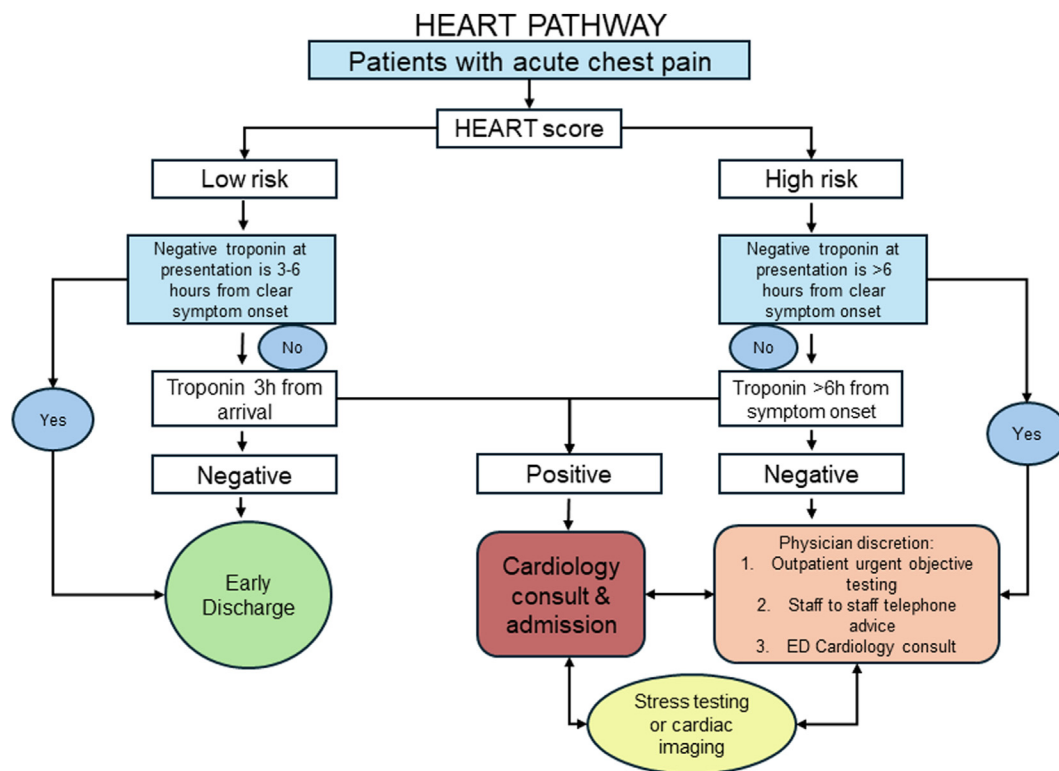 HEART PATHWAY
Patients with acute chest pain
HEART score
Low risk
High risk
Negative troponin at
presentation is 3-6
hours from clear
symptom onset
Negative troponin at
presentation is >6
hours from clear
symptom onset
No
No
Troponin 3h from
arrival
Troponin >6h from
symptom onset
Yes
Yes
Negative
Positive
Negative
Early
Discharge
Cardiology
consult &
admission
Physician discretion:
1. Outpatient urgent objective
testing
2. Staff to staff telephone
advice
3. ED Cardiology consult
Stress testing
or cardiac
imaging